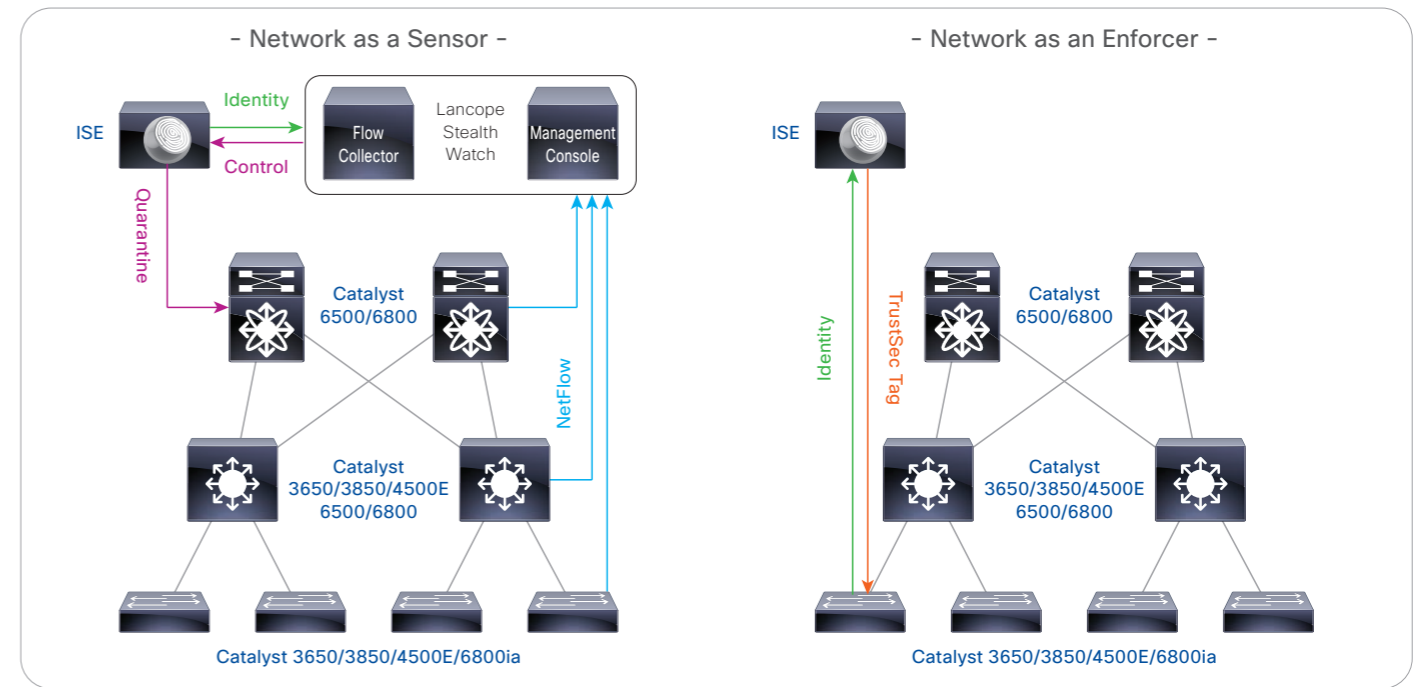 - Network as a Sensor -
Identity
ISE
Control
Quarantine
Flow
Collector
Lancope
Stealth
Watch
Management
Console
Catalyst
6500/6800
NetFlow
Catalyst
3650/3850/4500E
6500/6800
Catalyst 3650/3850/4500E/6800ia
- Network as an Enforcer -
ISE
Identity
TrustSec Tag
Catalyst
6500/6800
Catalyst
3650/3850/4500E
6500/6800
Catalyst 3650/3850/4500E/6800ia